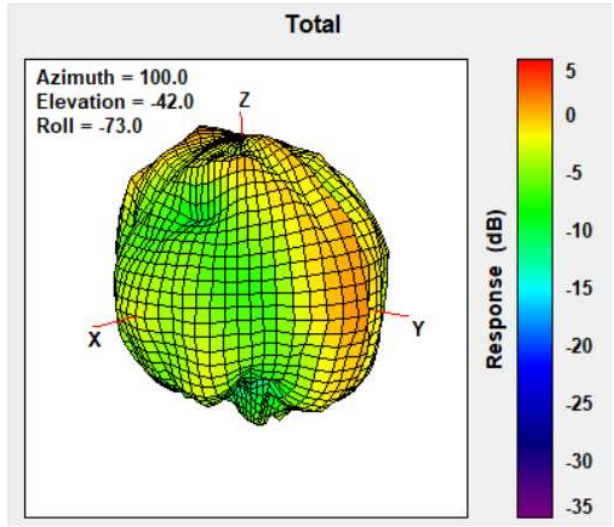 Total
Azimuth = 100.0
Elevation = -42.0
Roll = -73.0
Z
X
Y
5
0
-5
-10
-15
-20
-25
-30
-35
Response (dB)